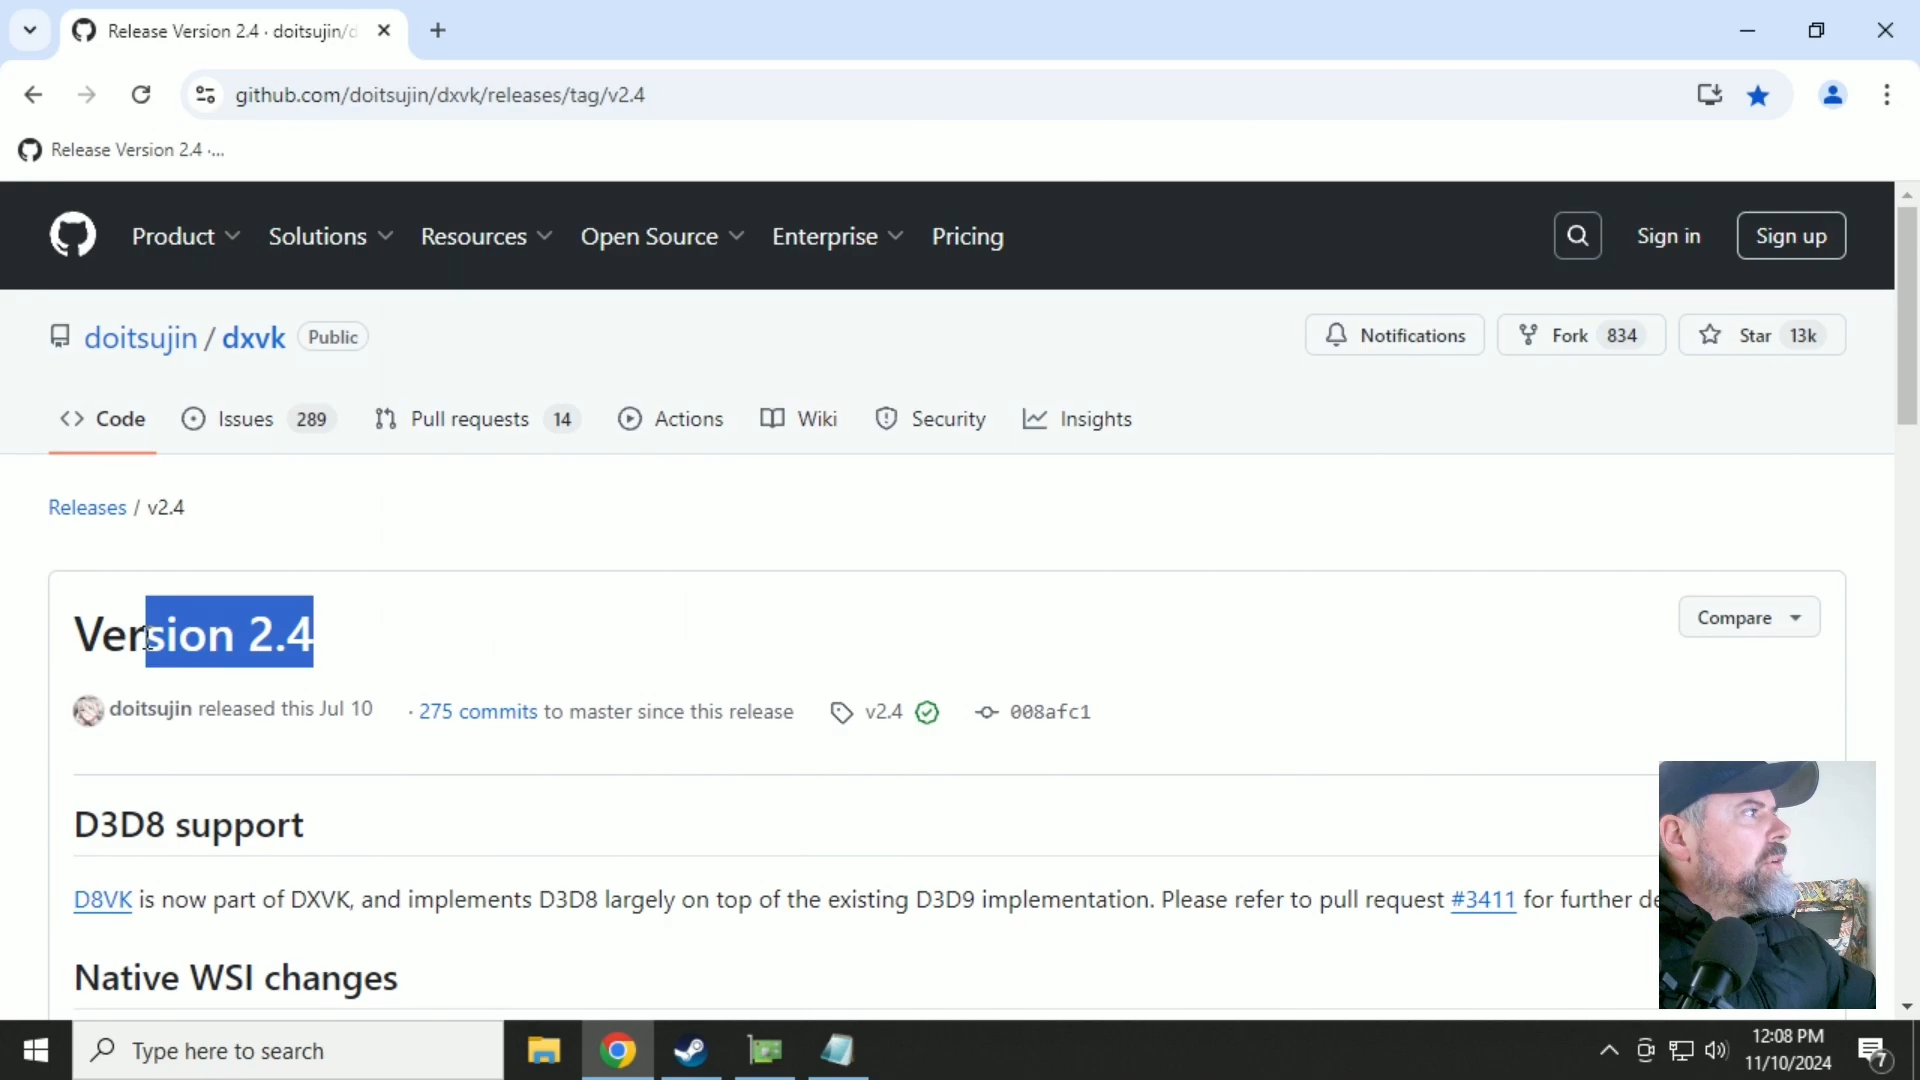 Release Version 2.4 · doitsujin/d
github.com/doitsujin/dxvk/releases/tag/v2.4
Release Version 2.4 ·...
Product Solutions Resources Open Source Enterprise Pricing Sign in Sign up
doitsujin / dxvk Public Notifications Fork 834 Star 13k
Code Issues 289 Pull requests 14 Actions Wiki Security Insights
Releases / v2.4
Version 2.4 Compare
doitsujin released this Jul 10 · 275 commits to master since this release v2.4 008afc1
D3D8 support
D8VK is now part of DXVK, and implements D3D8 largely on top of the existing D3D9 implementation. Please refer to pull request #3411 for further de
Native WSI changes
Type here to search
12:08 PM
11/10/2024
7